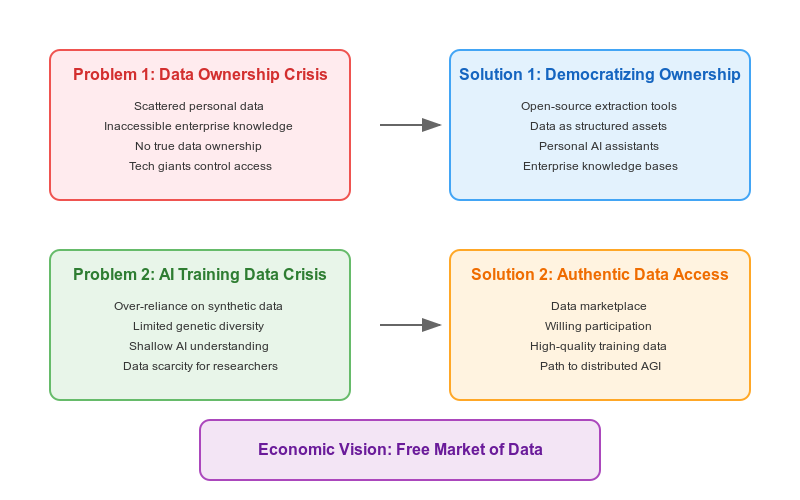 Problem 1: Data Ownership Crisis
Scattered personal data
Inaccessible enterprise knowledge
No true data ownership
Tech giants control access
Solution 1: Democratizing Ownership
Open-source extraction tools
Data as structured assets
Personal AI assistants
Enterprise knowledge bases
Problem 2: AI Training Data Crisis
Over-reliance on synthetic data
Limited genetic diversity
Shallow AI understanding
Data scarcity for researchers
Solution 2: Authentic Data Access
Data marketplace
Willing participation
High-quality training data
Path to distributed AGI
Economic Vision: Free Market of Data